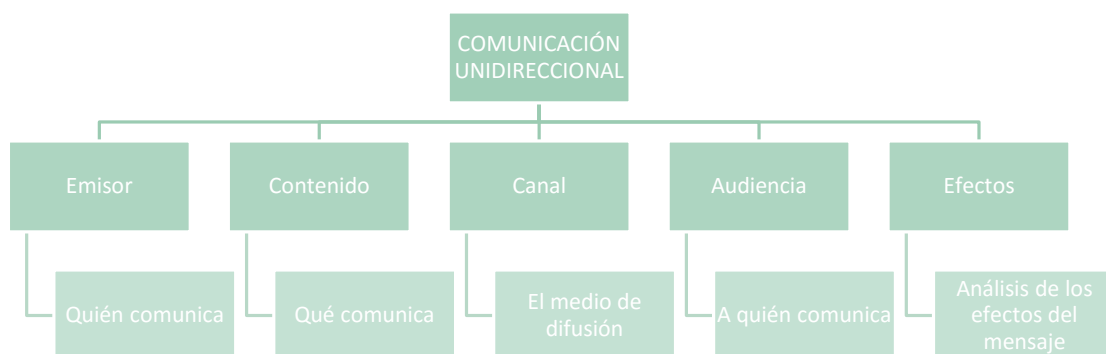 COMUNICACIÓN
UNIDIRECCIONAL
Emisor
Contenido
Canal
Audiencia
Efectos
Quién comunica
Qué comunica
El medio de
difusión
A quién comunica
Análisis de los
efectos del
mensaje